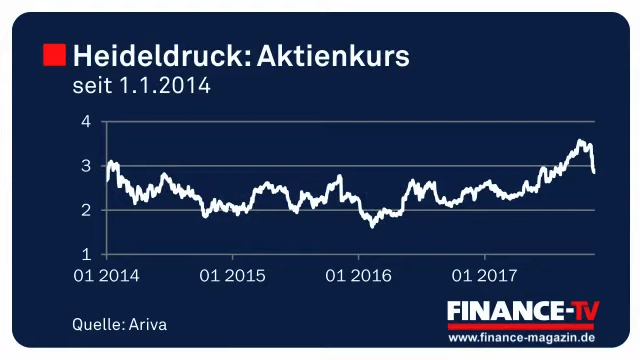 Heideldruck: Aktienkurs
seit 1.1.2014
4
3
2
1
01 2014 01 2015 01 2016 01 2017
Quelle: Ariva
FINANCE-TV
www.finance-magazin.de